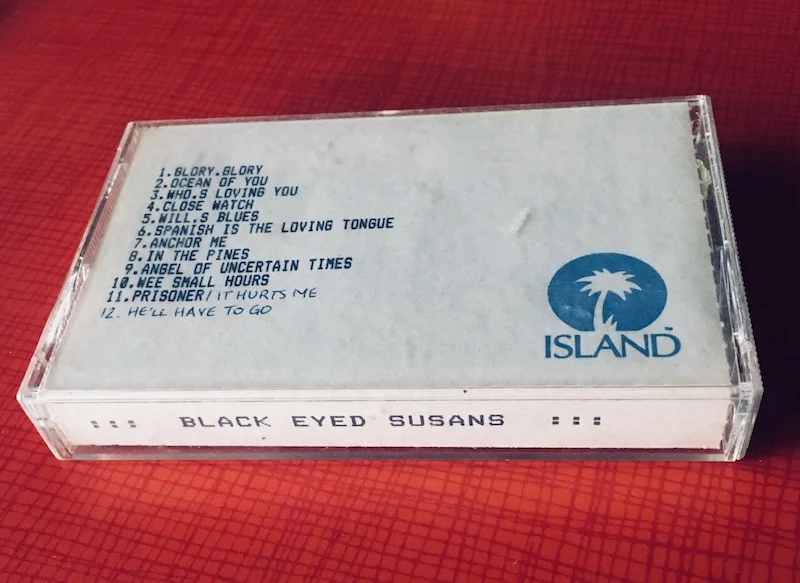 1.GLORY.GLORY
2.OCEAN OF YOU
3.WHO.S LOVING YOU
4.CLOSE WATCH
5.WILL.S BLUES
6.SPANISH IS THE LOVING TONGUE
7.ANCHOR ME
8.IN THE PINES
9.ANGEL OF UNCERTAIN TIMES
10.WEE SMALL HOURS
11.PRISONER/IT HURTS ME
12. HE'LL HAVE TO GO
ISLAND™
::: BLACK EYED SUSANS :::